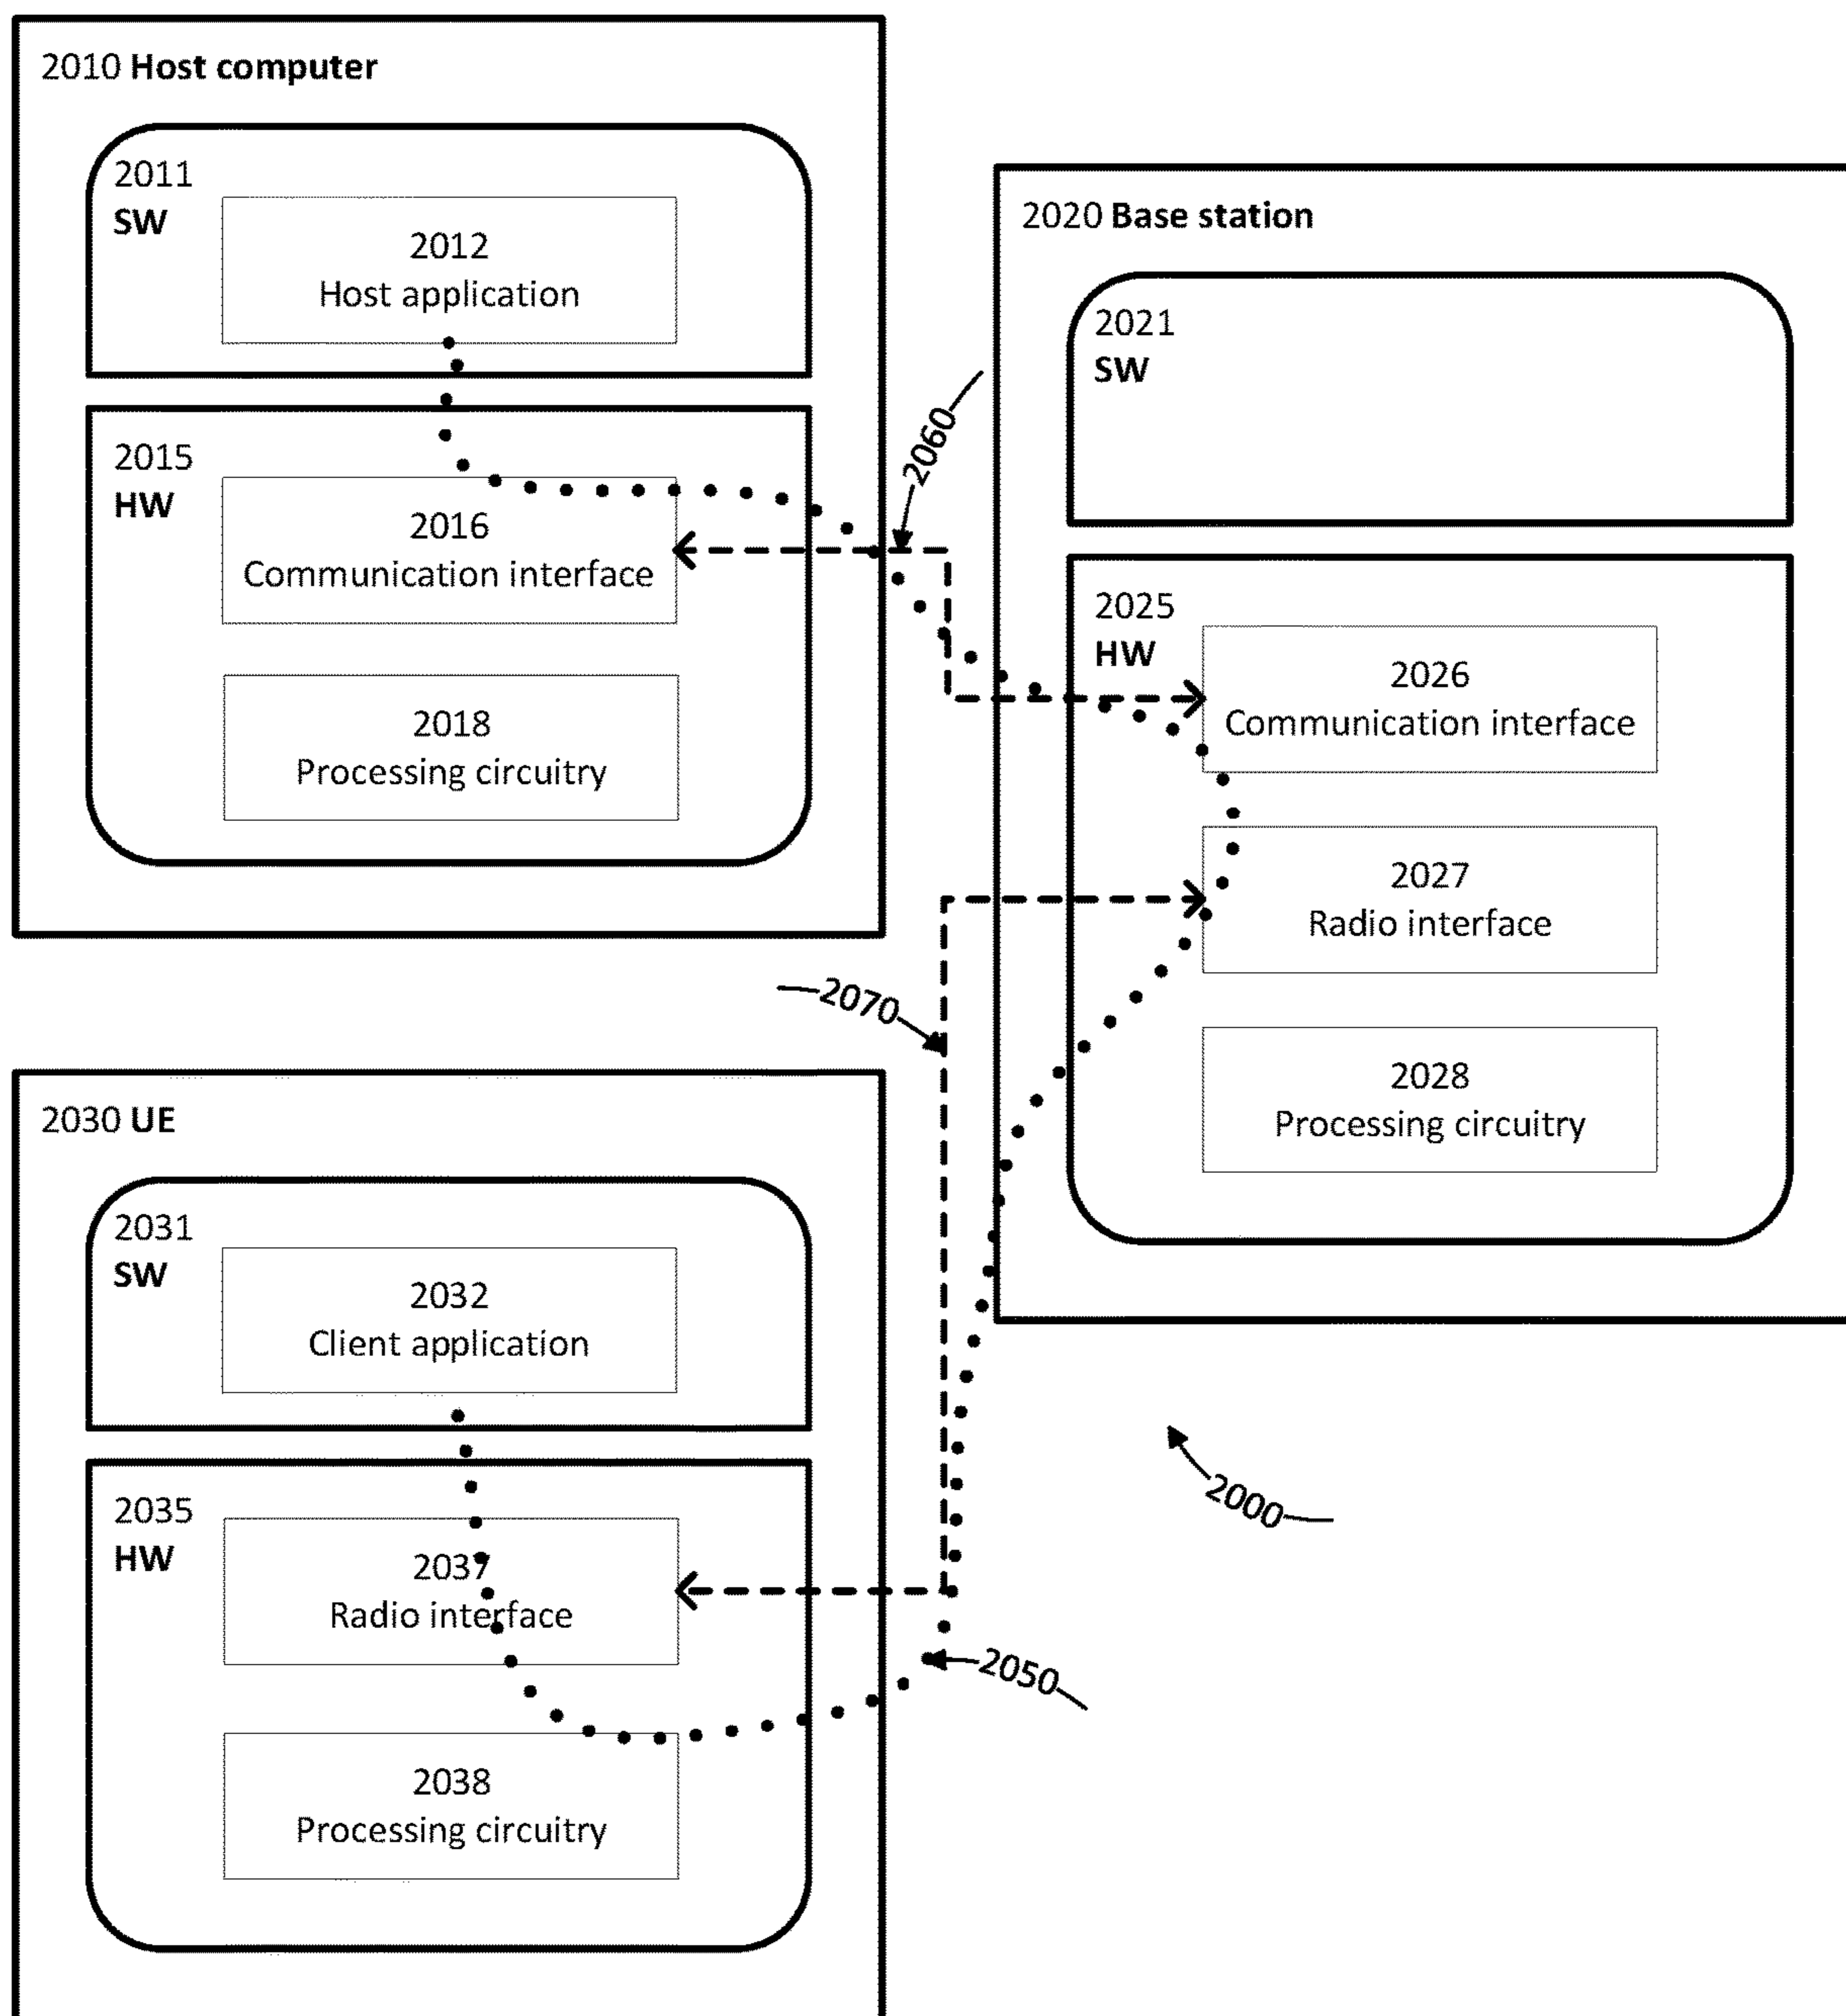 2010 Host computer
2011
SW
2012
Host application
2015
HW
2016
Communication interface
2018
Processing circuitry
2060
2020 Base station
2021
SW
2025
HW
2026
Communication interface
2027
Radio interface
2028
Processing circuitry
2070
2030 UE
2031
SW
2032
Client application
2035
HW
2037
Radio interface
2038
Processing circuitry
2050
2000